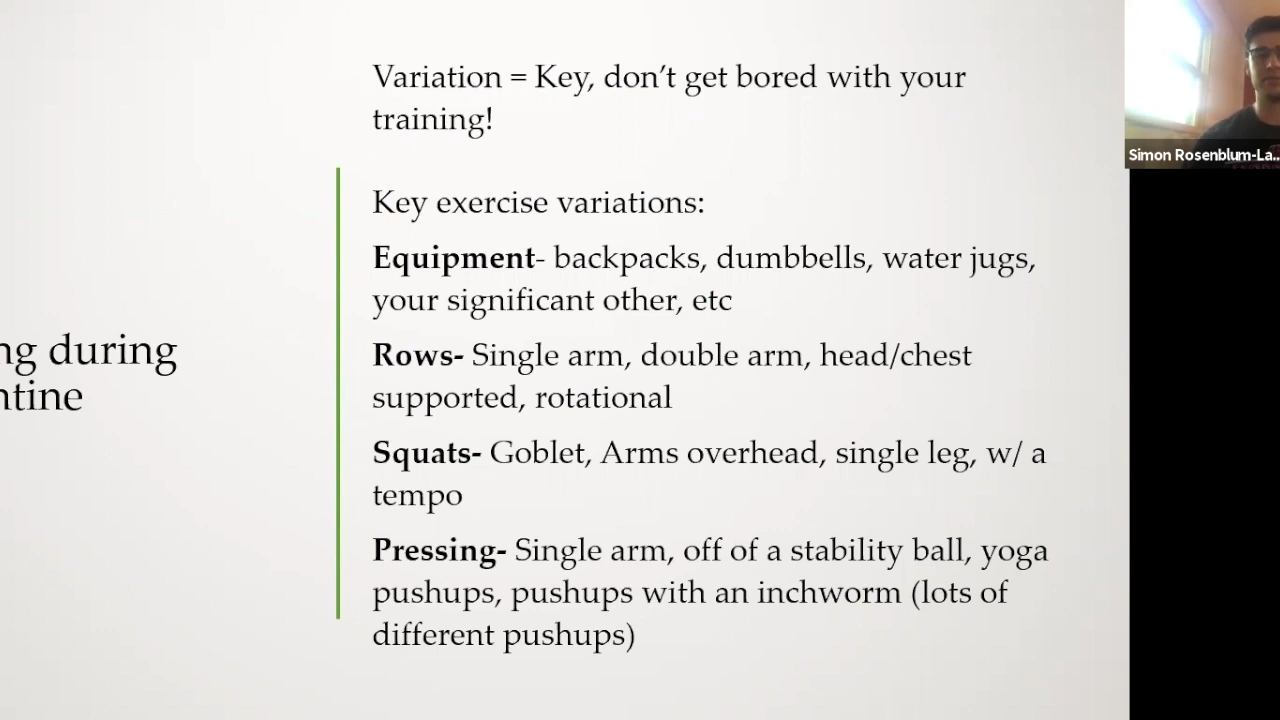 Variation = Key, don't get bored with your
training!
Key exercise variations:
Equipment- backpacks, dumbbells, water jugs,
your significant other, etc
Rows- Single arm, double arm, head/chest
supported, rotational
Squats- Goblet, Arms overhead, single leg, w/ a
tempo
Pressing- Single arm, off of a stability ball, yoga
pushups, pushups with an inchworm (lots of
different pushups)
ng during
ntine
Simon Rosenblum-La...